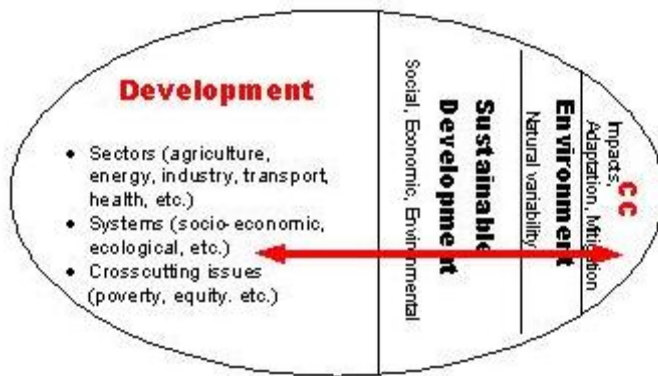 Development
• Sectors (agriculture,
energy, industry, transport,
health, etc.)
• Systems (socio-economic,
ecological, etc.)
• Crosscutting issues
(poverty, equity. etc.)
Sustainable
Development
Social, Economic, Environmental
Environment
Natural variability
CC
Impacts,
Adaptation, Mitigation